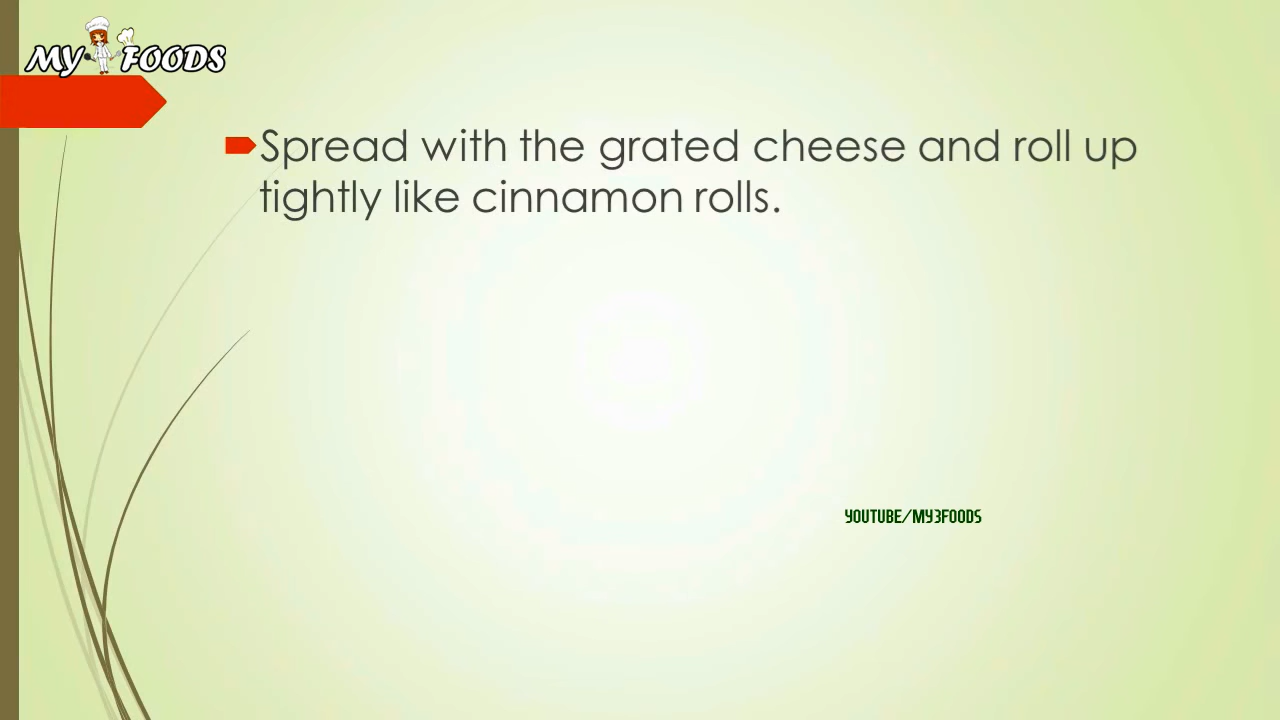 MY FOODS
Spread with the grated cheese and roll up
tightly like cinnamon rolls.
YOUTUBE/MY3FOODS